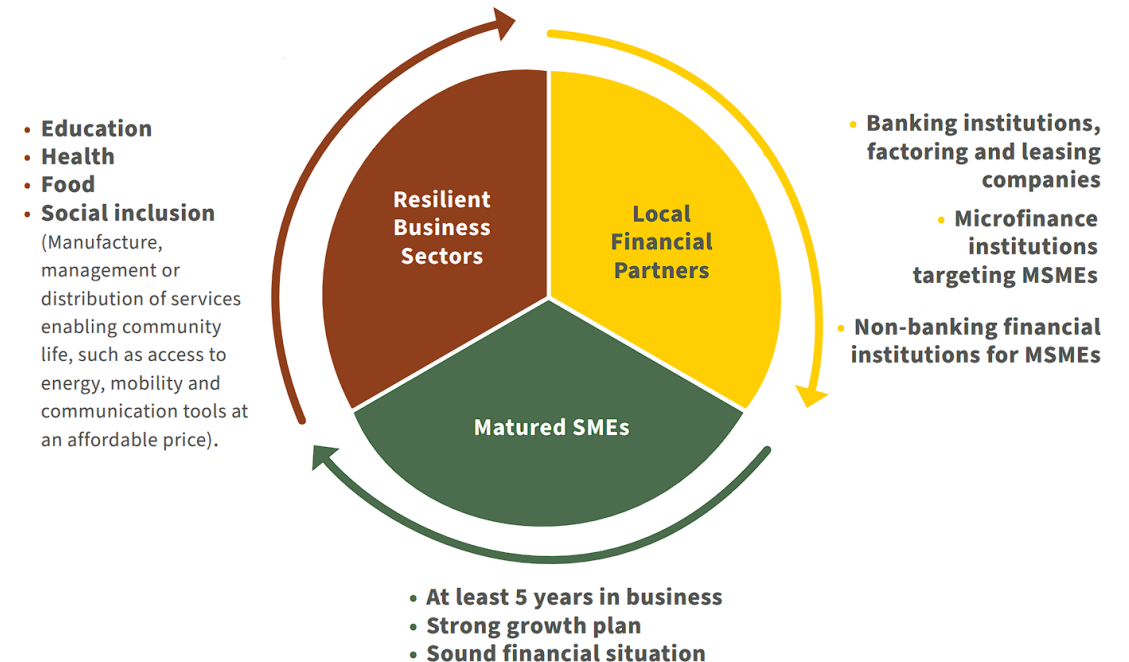 • Education
• Health
• Food
• Social inclusion
(Manufacture,
management or
distribution of services
enabling community
life, such as access to
energy, mobility and
communication tools at
an affordable price).
Resilient
Business
Sectors
Local
Financial
Partners
Matured SMEs
• Banking institutions,
factoring and leasing
companies
• Microfinance
institutions
targeting MSMEs
• Non-banking financial
institutions for MSMEs
• At least 5 years in business
• Strong growth plan
• Sound financial situation